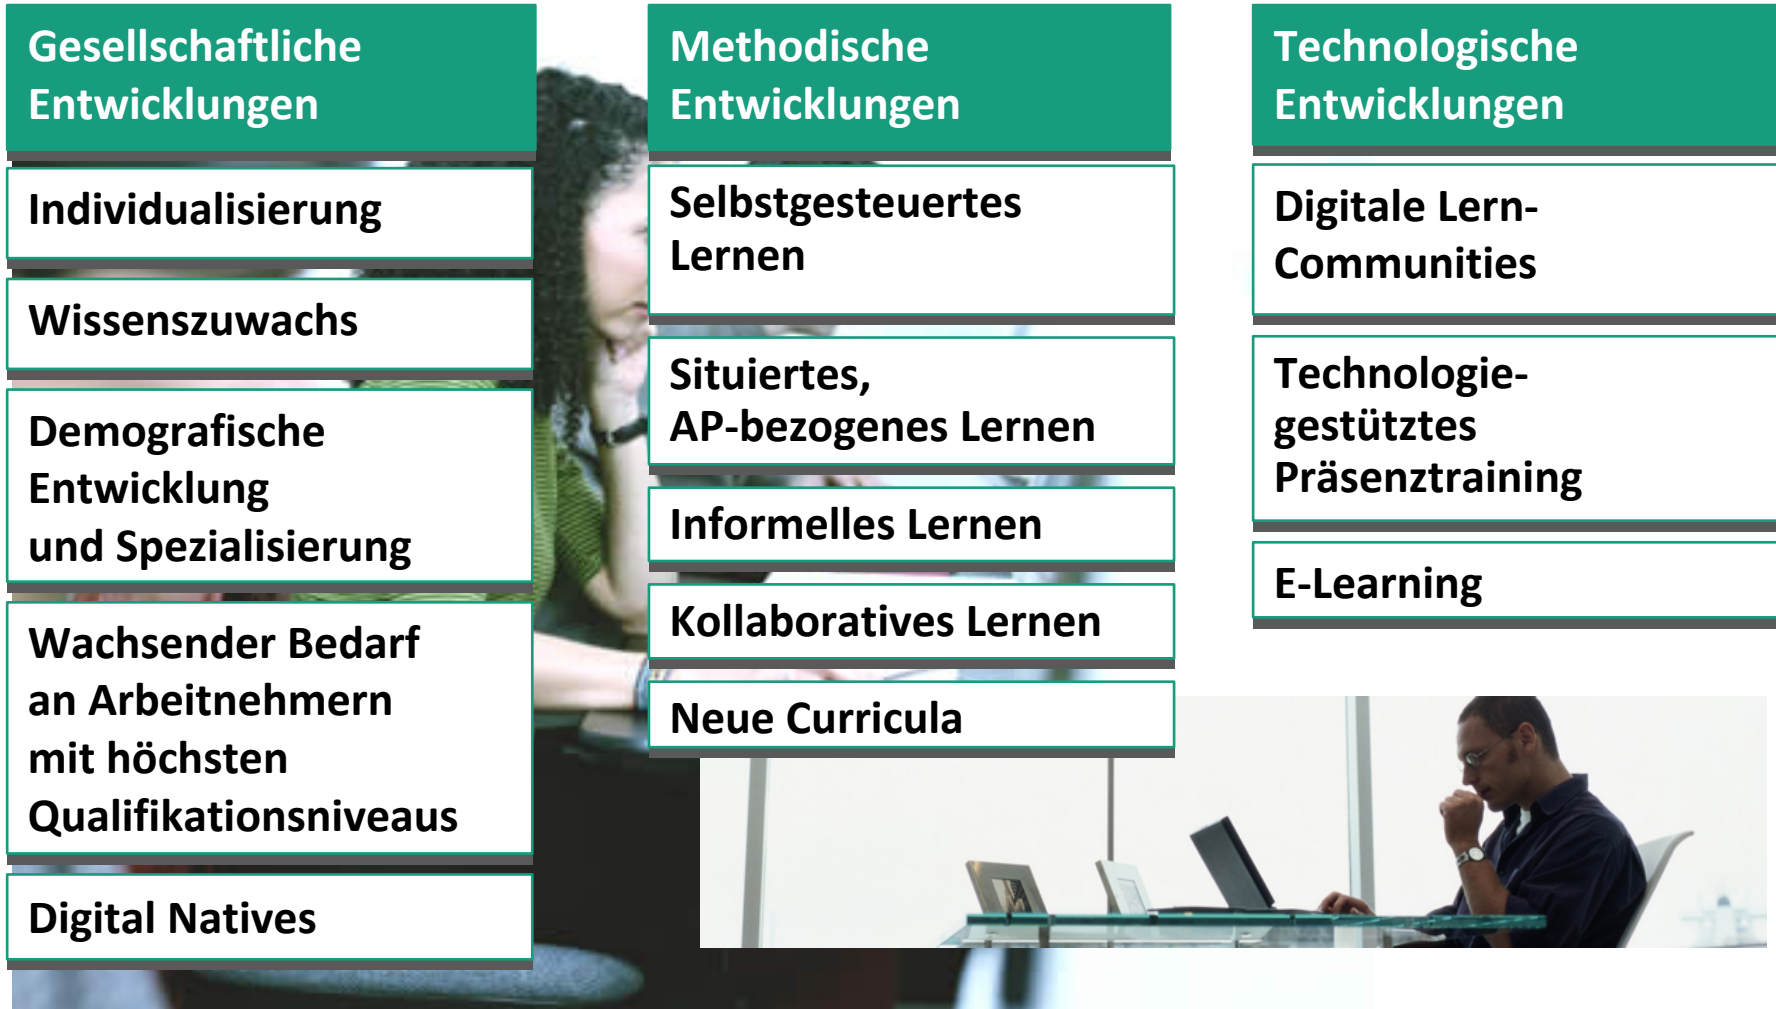 Gesellschaftliche
Entwicklungen
Individualisierung
Wissenszuwachs
Demografische
Entwicklung
und Spezialisierung
Wachsender Bedarf
an Arbeitnehmern
mit höchsten
Qualifikationsniveaus
Digital Natives
Methodische
Entwicklungen
Selbstgesteuertes
Lernen
Situiertes,
AP-bezogenes Lernen
Informelles Lernen
Kollaboratives Lernen
Neue Curricula
Technologische
Entwicklungen
Digitale Lern-
Communities
Technologie-
gestütztes
Präsenztraining
E-Learning